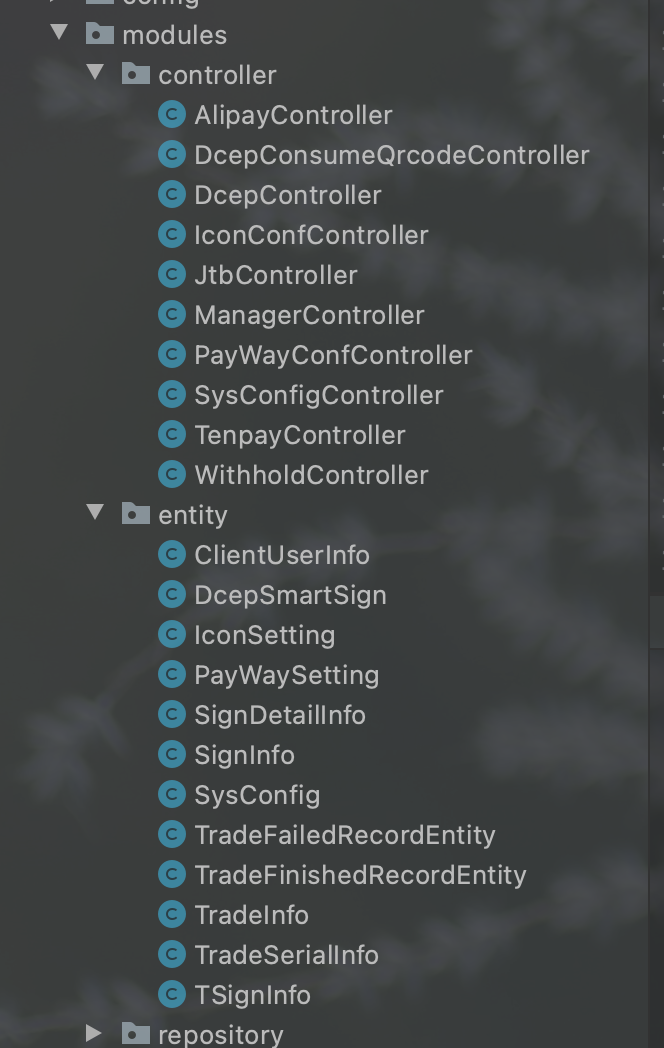 config
modules
controller
AlipayController
DcepConsumeQrcodeController
DcepController
IconConfController
JtbController
ManagerController
PayWayConfController
SysConfigController
TenpayController
WithholdController
entity
ClientUserInfo
DcepSmartSign
IconSetting
PayWaySetting
SignDetailInfo
SignInfo
SysConfig
TradeFailedRecordEntity
TradeFinishedRecordEntity
TradeInfo
TradeSerialInfo
TSignInfo
repository